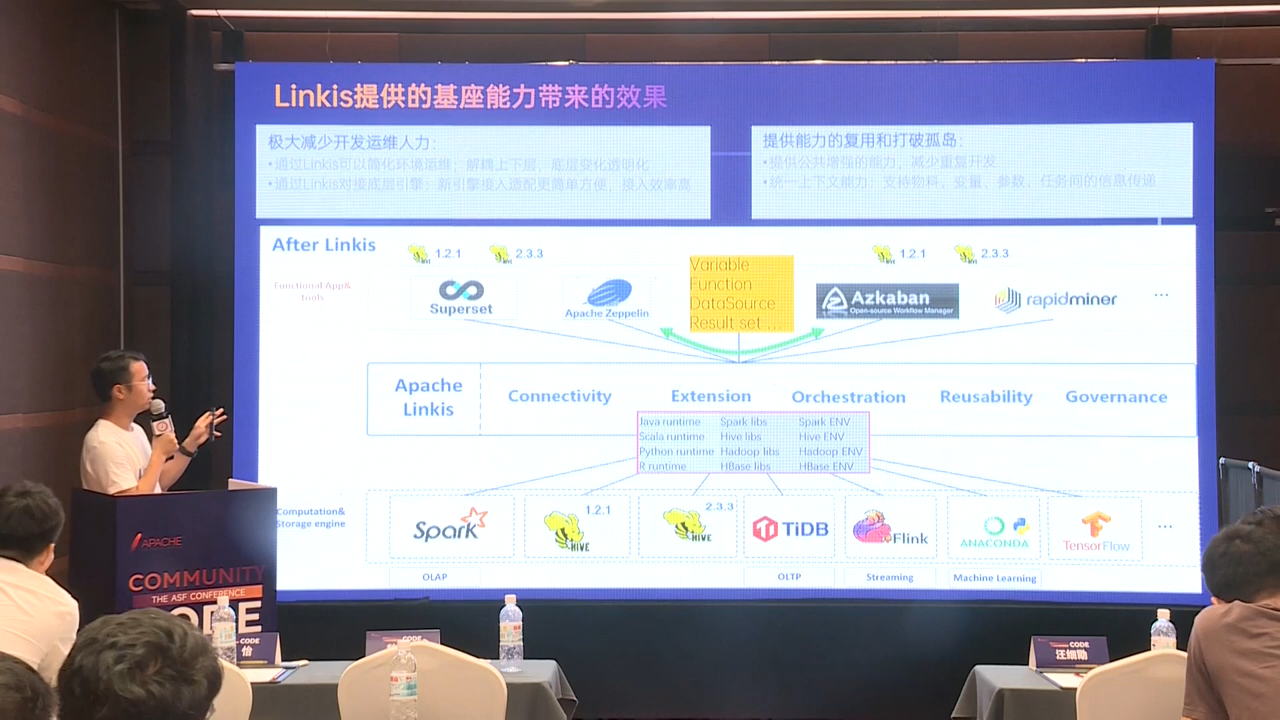 Linkis提供的基座能力带来的效果
极大减少开发运维人力：
•通过Linkis可以简化环境运维；解耦上下层，底层变化透明化
•通过Linkis对接底层引擎：新引擎接入适配更简单方便，接入效率高
提供能力的复用和打破孤岛：
•提供公共增强的能力，减少重复开发
•统一上下文能力：支持物料、变量、参数、任务间的信息传递
After Linkis
HIVE 1.2.1
HIVE 2.3.3
HIVE 1.2.1
HIVE 2.3.3
Functional App&
tools
Superset
Apache Zeppelin
Variable
Function
DataSource
Result set ...
Azkaban
Open-source Workflow Manager
rapidminer
...
Apache
Linkis
Connectivity
Extension
Orchestration
Reusability
Governance
Java runtime Spark libs Spark ENV
Scala runtime Hive libs Hive ENV
Python runtime Hadoop libs Hadoop ENV
R runtime HBase libs HBase ENV
Computation&
Storage engine
Spark
HIVE 1.2.1
HIVE 2.3.3
TiDB
Flink
ANACONDA
TensorFlow
...
OLAP
OLTP
Streaming
Machine Learning
APACHE
COMMUNITY
THE ASF CONFERENCE
CODE
CODE
怡
CODE
CODE
汪细勋